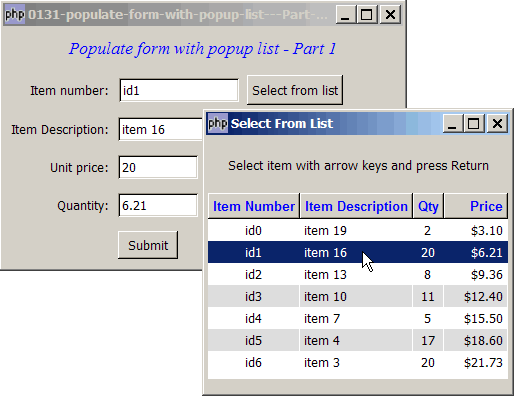 php 0131-populate-form-with-popup-list---Part-...
Populate form with popup list - Part 1
Item number: id1 Select from list
Item Description: item 16
Unit price: 20
Quantity: 6.21
Submit
php Select From List
Select item with arrow keys and press Return
Item Number Item Description Qty Price
id0 item 19 2 $3.10
id1 item 16 20 $6.21
id2 item 13 8 $9.36
id3 item 10 11 $12.40
id4 item 7 5 $15.50
id5 item 4 17 $18.60
id6 item 3 20 $21.73